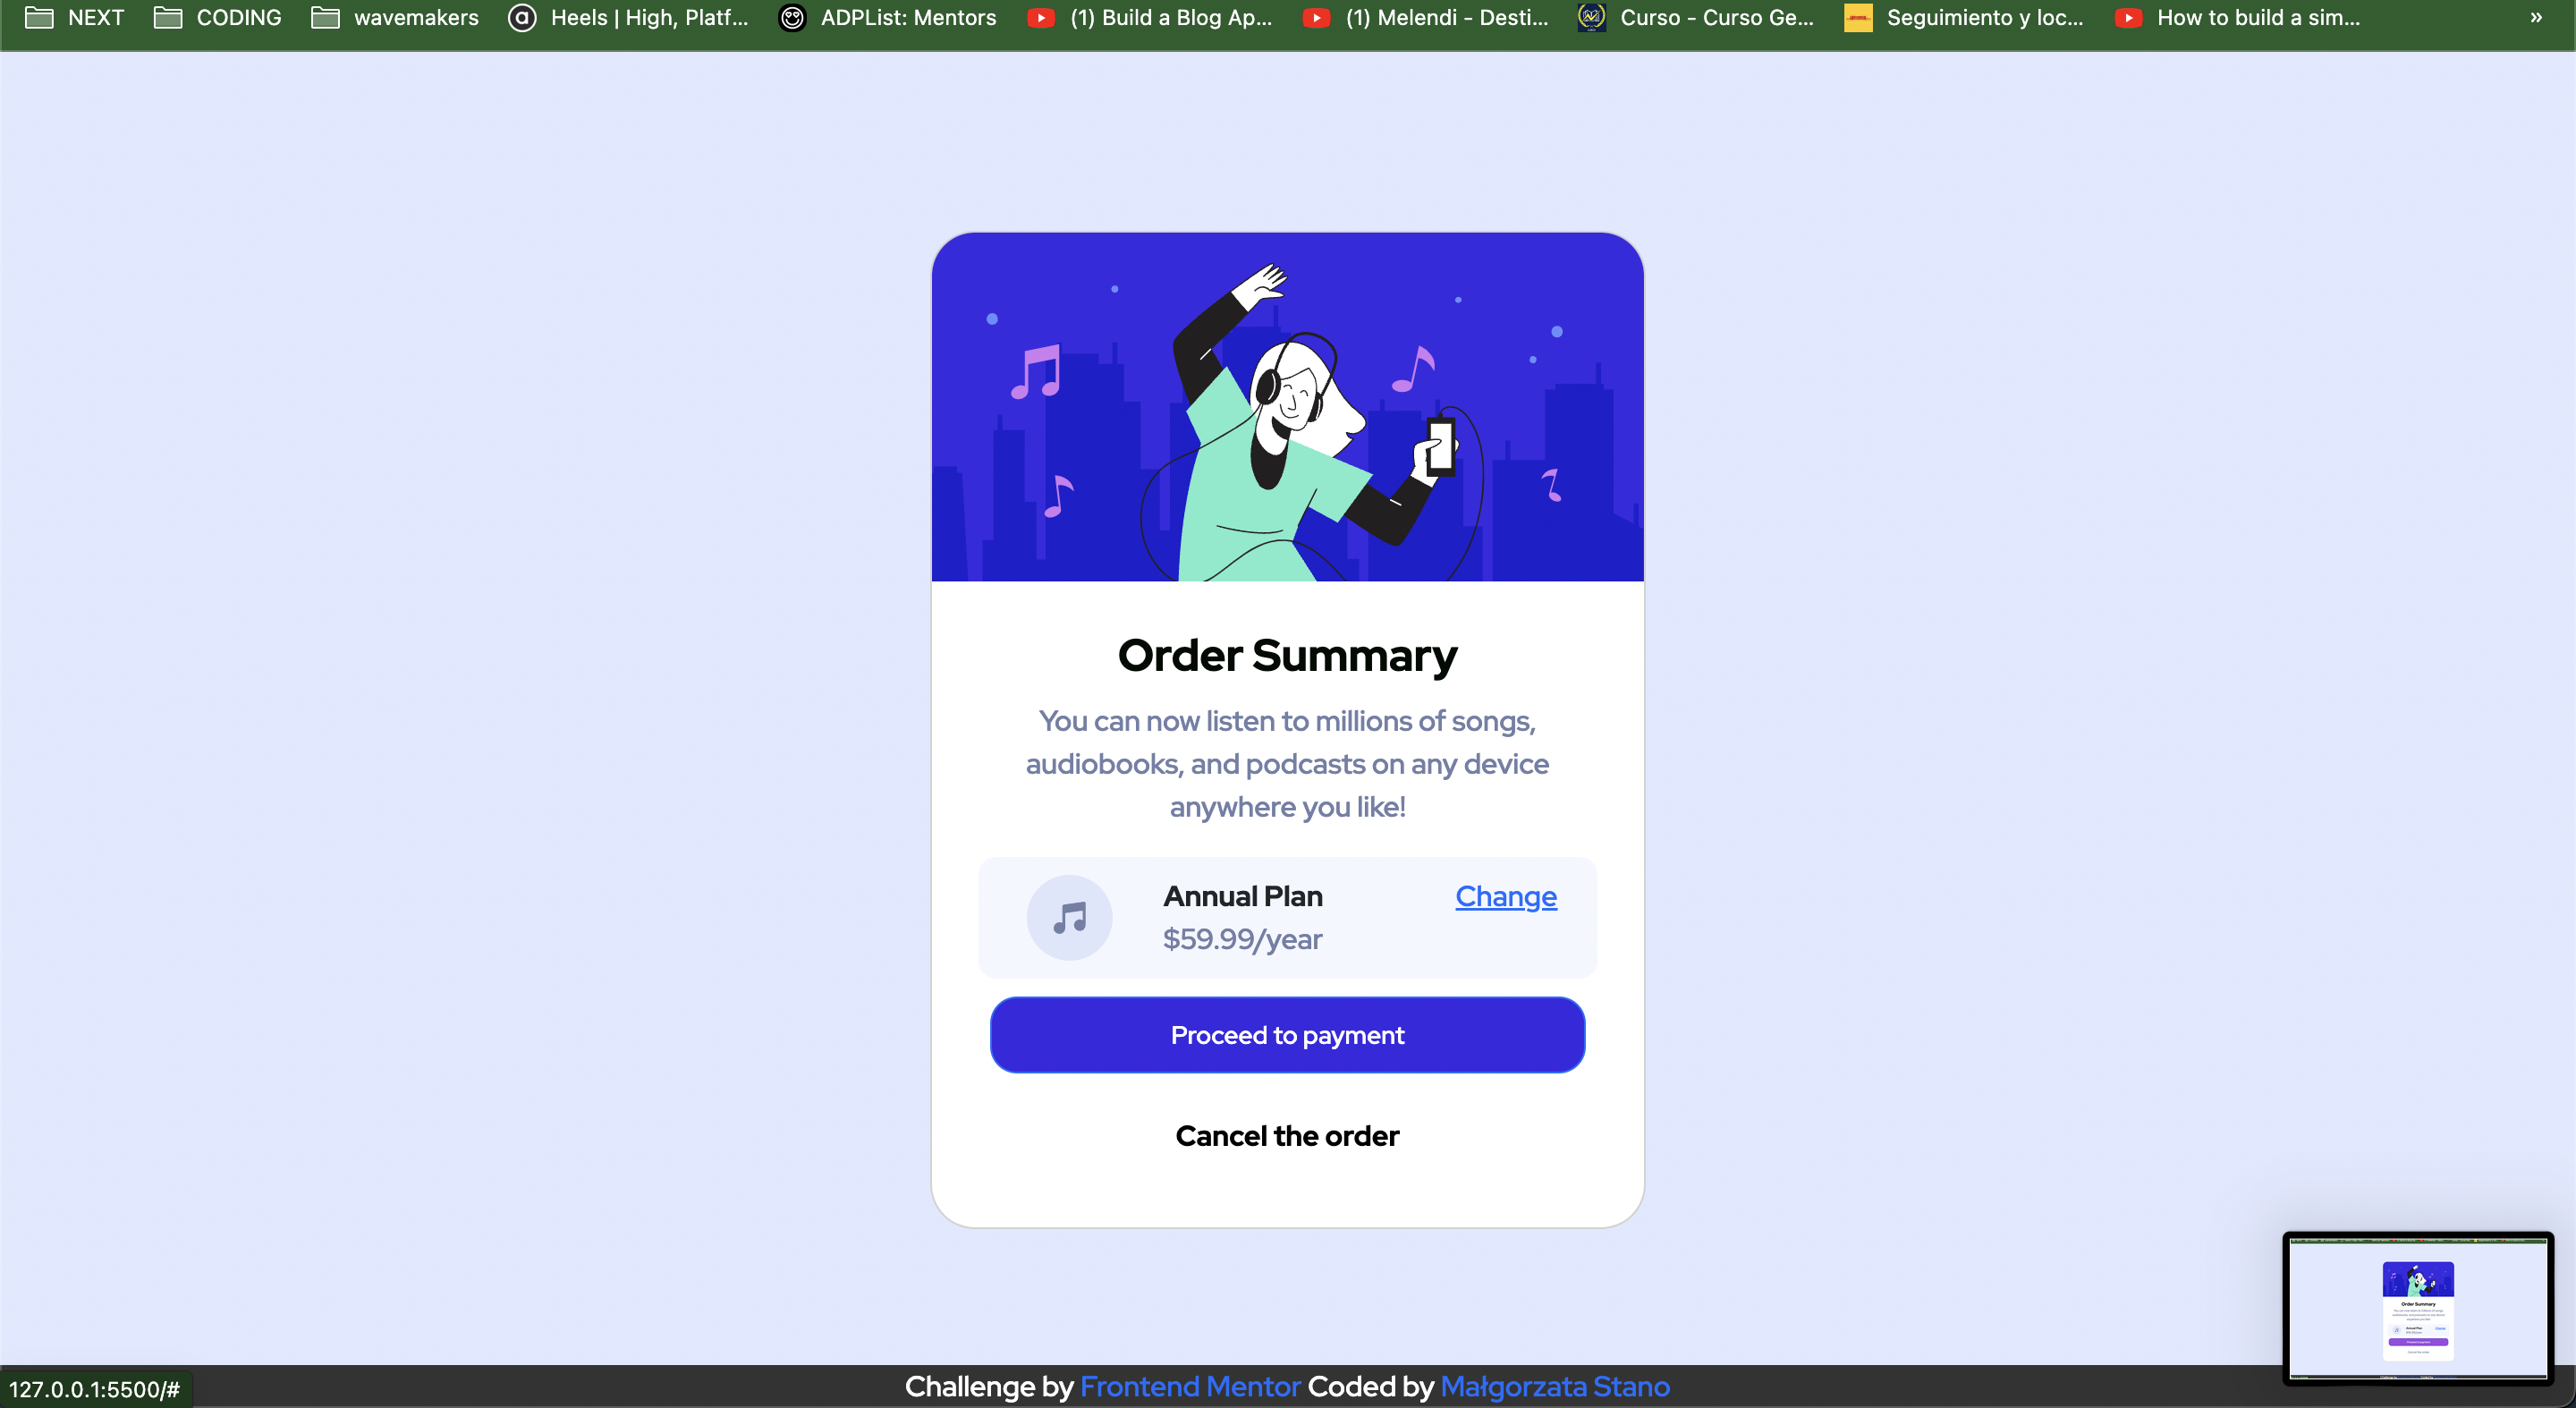 NEXT CODING wavemakers Heels | High, Platf... ADPList: Mentors (1) Build a Blog Ap... (1) Melendi - Desti... Curso - Curso Ge... Seguimiento y loc... How to build a sim... »
Order Summary
You can now listen to millions of songs,
audiobooks, and podcasts on any device
anywhere you like!
Annual Plan Change
$59.99/year
Proceed to payment
Cancel the order
Order Summary
127.0.0.1:5500/# Challenge by Frontend Mentor Coded by Małgorzata Stano